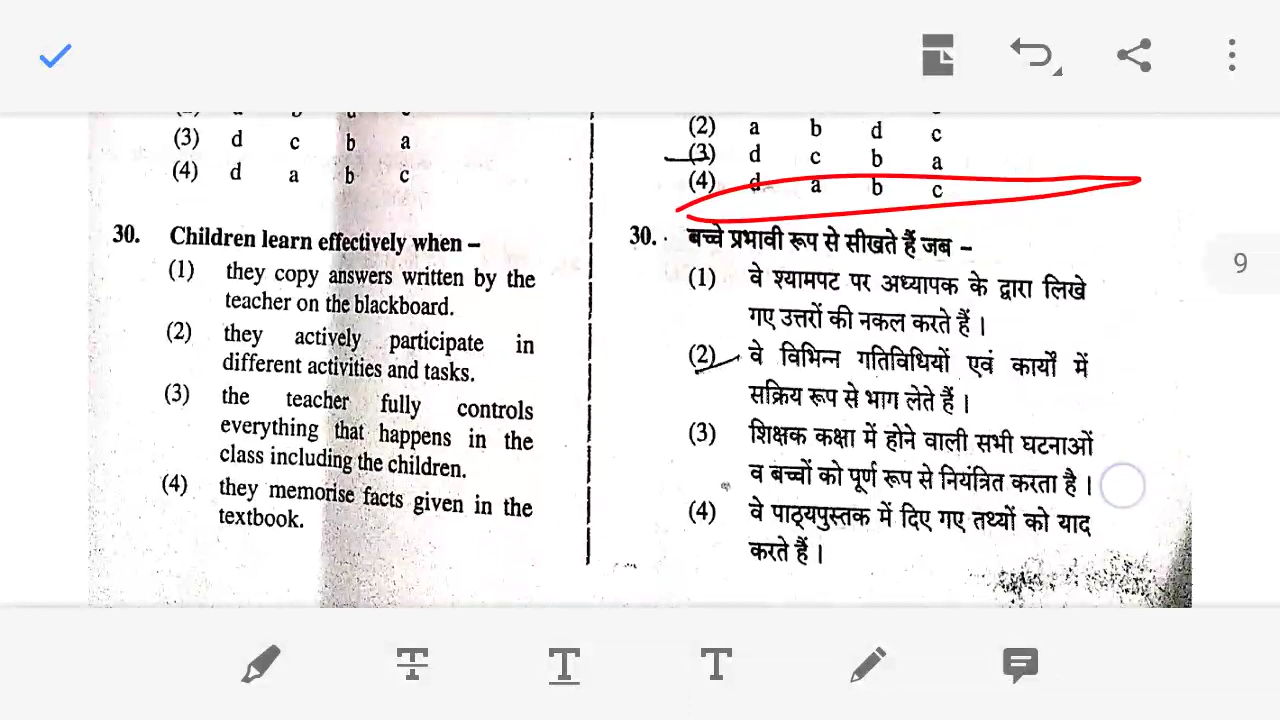 (3) d c b a
(4) d a b c
30. Children learn effectively when –
(1) they copy answers written by the
teacher on the blackboard.
(2) they actively participate in
different activities and tasks.
(3) the teacher fully controls
everything that happens in the
class including the children.
(4) they memorise facts given in the
textbook.
(2) a b d c
(3) d c b a
(4) d a b c
30. बच्चे प्रभावी रूप से सीखते हैं जब –
(1) वे श्यामपट पर अध्यापक के द्वारा लिखे
गए उत्तरों की नकल करते हैं ।
(2) वे विभिन्न गतिविधियों एवं कार्यों में
सक्रिय रूप से भाग लेते हैं ।
(3) शिक्षक कक्षा में होने वाली सभी घटनाओं
व बच्चों को पूर्ण रूप से नियंत्रित करता है ।
(4) वे पाठ्यपुस्तक में दिए गए तथ्यों को याद
करते हैं ।
9
T T T